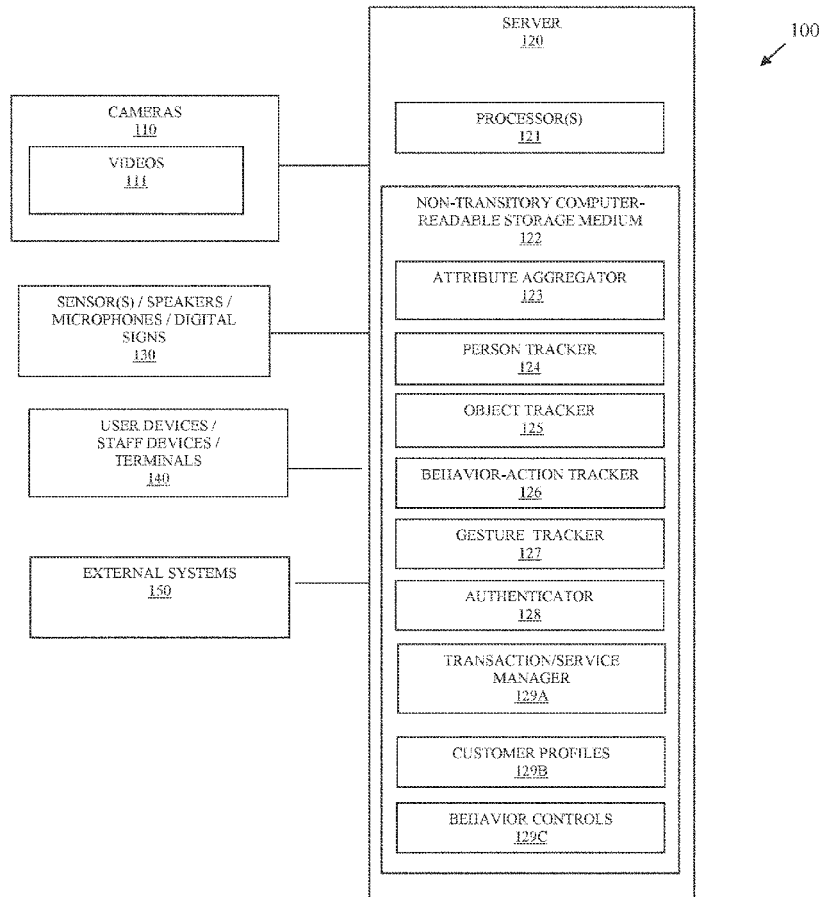 100
SERVER
120
PROCESSOR(S)
121
CAMERAS
110
VIDEOS
111
NON-TRANSITORY COMPUTER-
READABLE STORAGE MEDIUM
122
ATTRIBUTE AGGREGATOR
123
SENSOR(S) / SPEAKERS /
MICROPHONES / DIGITAL
SIGNS
130
PERSON TRACKER
124
OBJECT TRACKER
125
USER DEVICES /
STAFF DEVICES /
TERMINALS
140
BEHAVIOR-ACTION TRACKER
126
GESTURE TRACKER
127
EXTERNAL SYSTEMS
150
AUTHENTICATOR
128
TRANSACTION/SERVICE
MANAGER
129A
CUSTOMER PROFILES
129B
BEHAVIOR CONTROLS
129C